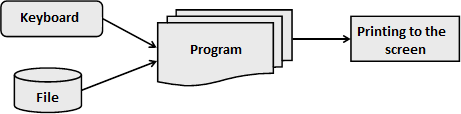 Keyboard
File
Program
Printing to the
screen